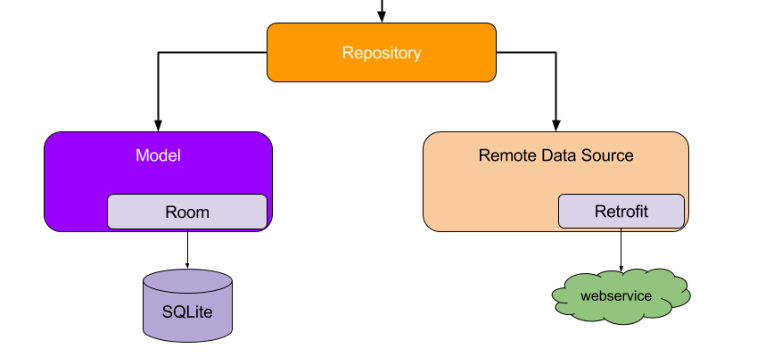 Repository
Model
Remote Data Source
Room
Retrofit
SQLite
webservice